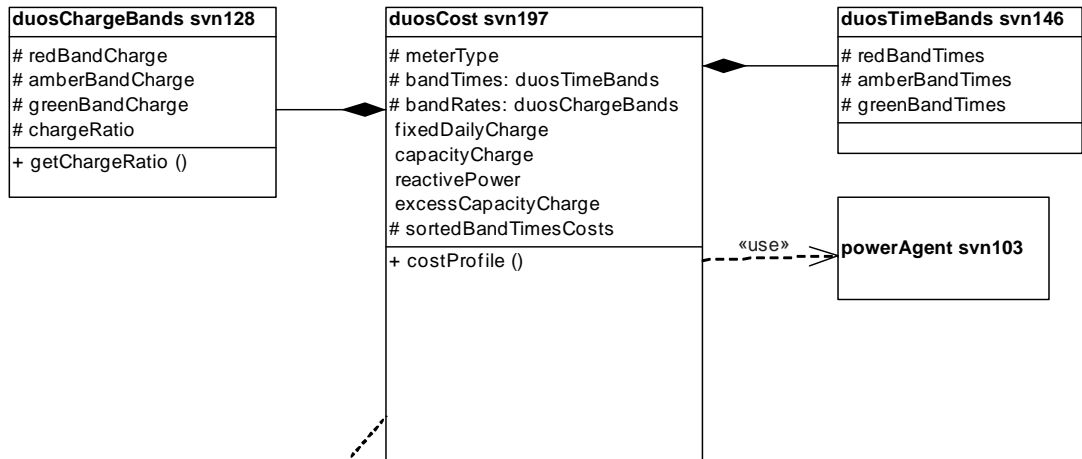 duosChargeBands svn128
# redBandCharge
# amberBandCharge
# greenBandCharge
# chargeRatio
+ getChargeRatio ()
duosCost svn197
# meterType
# bandTimes: duosTimeBands
# bandRates: duosChargeBands
fixedDailyCharge
capacityCharge
reactivePower
excessCapacityCharge
# sortedBandTimesCosts
+ costProfile ()
duosTimeBands svn146
# redBandTimes
# amberBandTimes
# greenBandTimes
«use»
powerAgent svn103